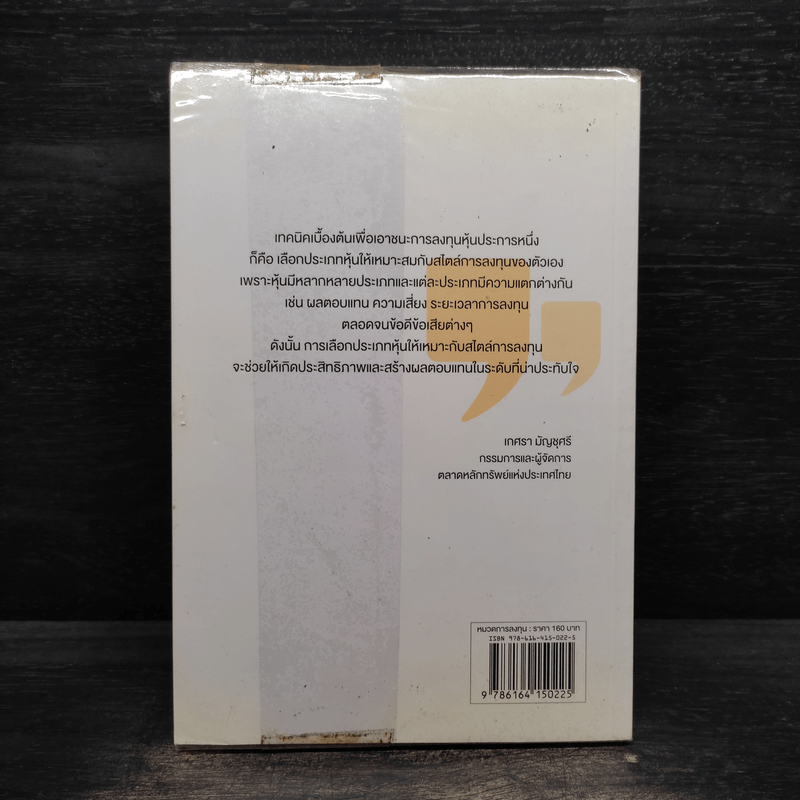 เทคนิคเบื้องต้นเพื่อเอาชนะการลงทุนหุ้นประการหนึ่ง
ก็คือ เลือกประเภทหุ้นให้เหมาะสมกับสไตล์การลงทุนของตัวเอง
เพราะหุ้นมีหลากหลายประเภทและแต่ละประเภทมีความแตกต่างกัน
เช่น ผลตอบแทน ความเสี่ยง ระยะเวลาการลงทุน
ตลอดจนข้อดีข้อเสียต่างๆ
ดังนั้น การเลือกประเภทหุ้นให้เหมาะกับสไตล์การลงทุน
จะช่วยให้เกิดประสิทธิภาพและสร้างผลตอบแทนในระดับที่น่าประทับใจ
เกศรา มัญชุศรี
กรรมการและผู้จัดการ
ตลาดหลักทรัพย์แห่งประเทศไทย
หมวดการลงทุน : ราคา 160 บาท
ISBN 978-616-415-022-5
9 786164 150225